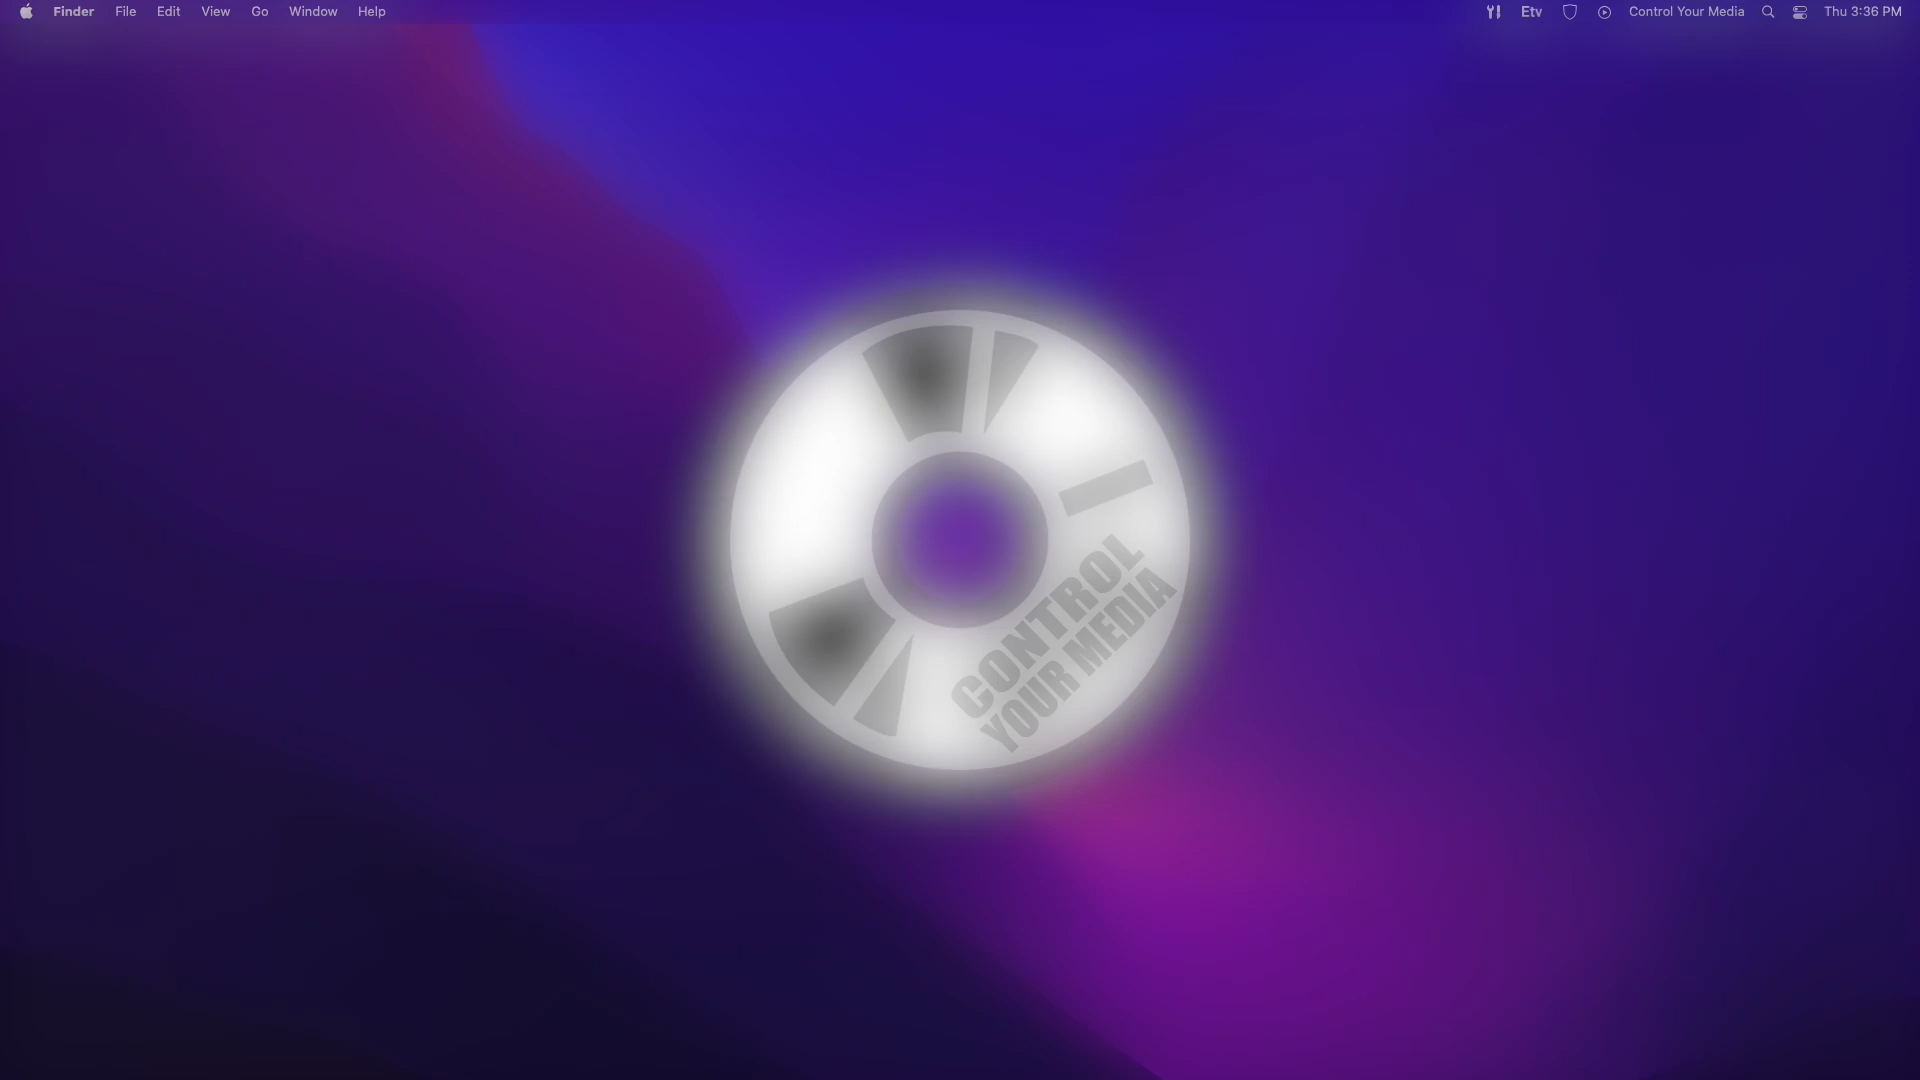 Finder File Edit View Go Window Help
Etv Control Your Media Thu 3:36 PM
CONTROL
YOUR MEDIA